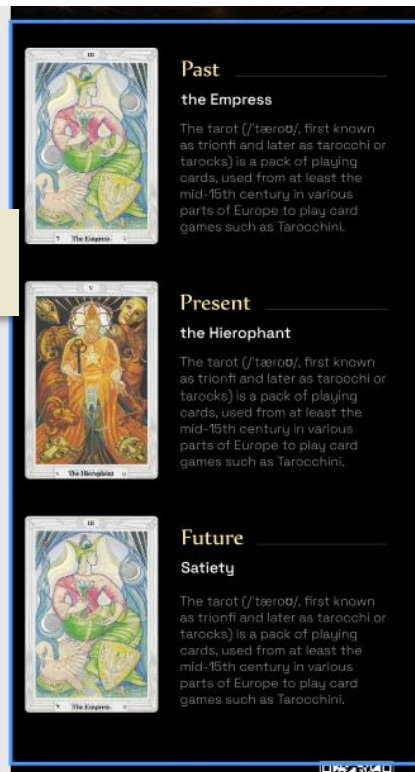 III
The Empress
Past
the Empress
The tarot (/ˈtæroʊ/, first known
as trionfi and later as tarocchi or
tarocks) is a pack of playing
cards, used from at least the
mid-15th century in various
parts of Europe to play card
games such as Tarocchini.
V
The Hierophant
Present
the Hierophant
The tarot (/ˈtæroʊ/, first known
as trionfi and later as tarocchi or
tarocks) is a pack of playing
cards, used from at least the
mid-15th century in various
parts of Europe to play card
games such as Tarocchini.
III
The Empress
Future
Satiety
The tarot (/ˈtæroʊ/, first known
as trionfi and later as tarocchi or
tarocks) is a pack of playing
cards, used from at least the
mid-15th century in various
parts of Europe to play card
games such as Tarocchini.